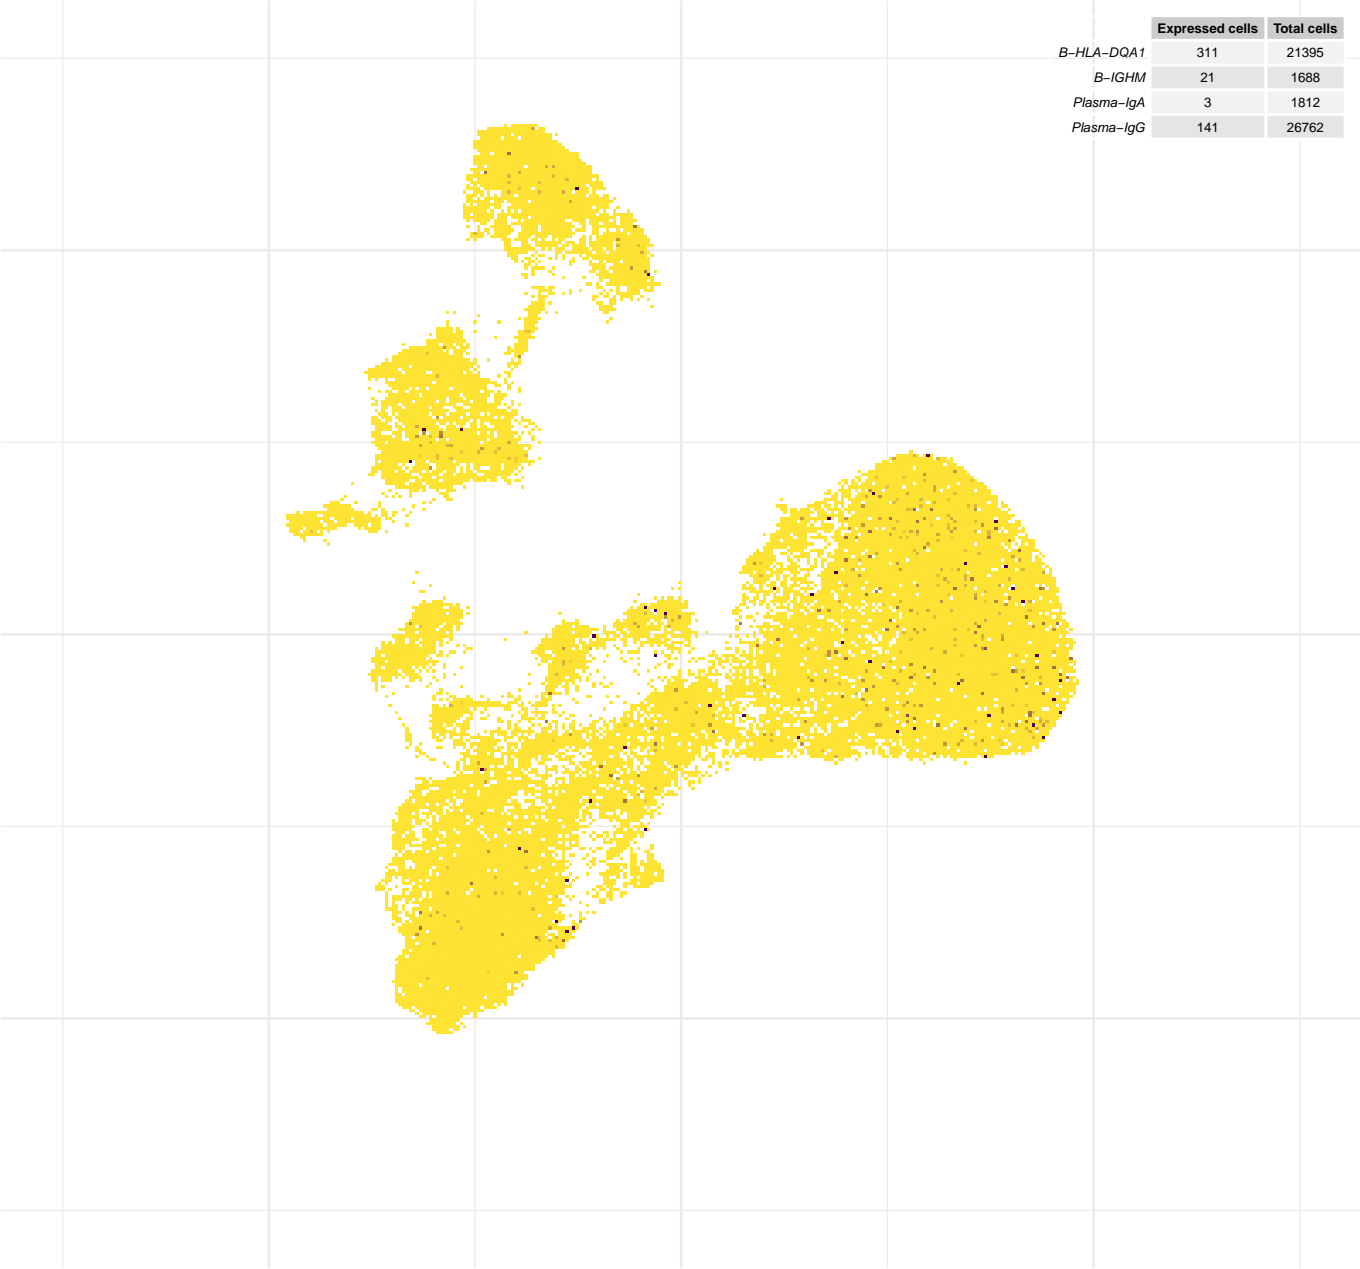 Expressed cells Total cells
B−HLA−DQA1 311 21395
B−IGHM 21 1688
Plasma−IgA 3 1812
Plasma−IgG 141 26762